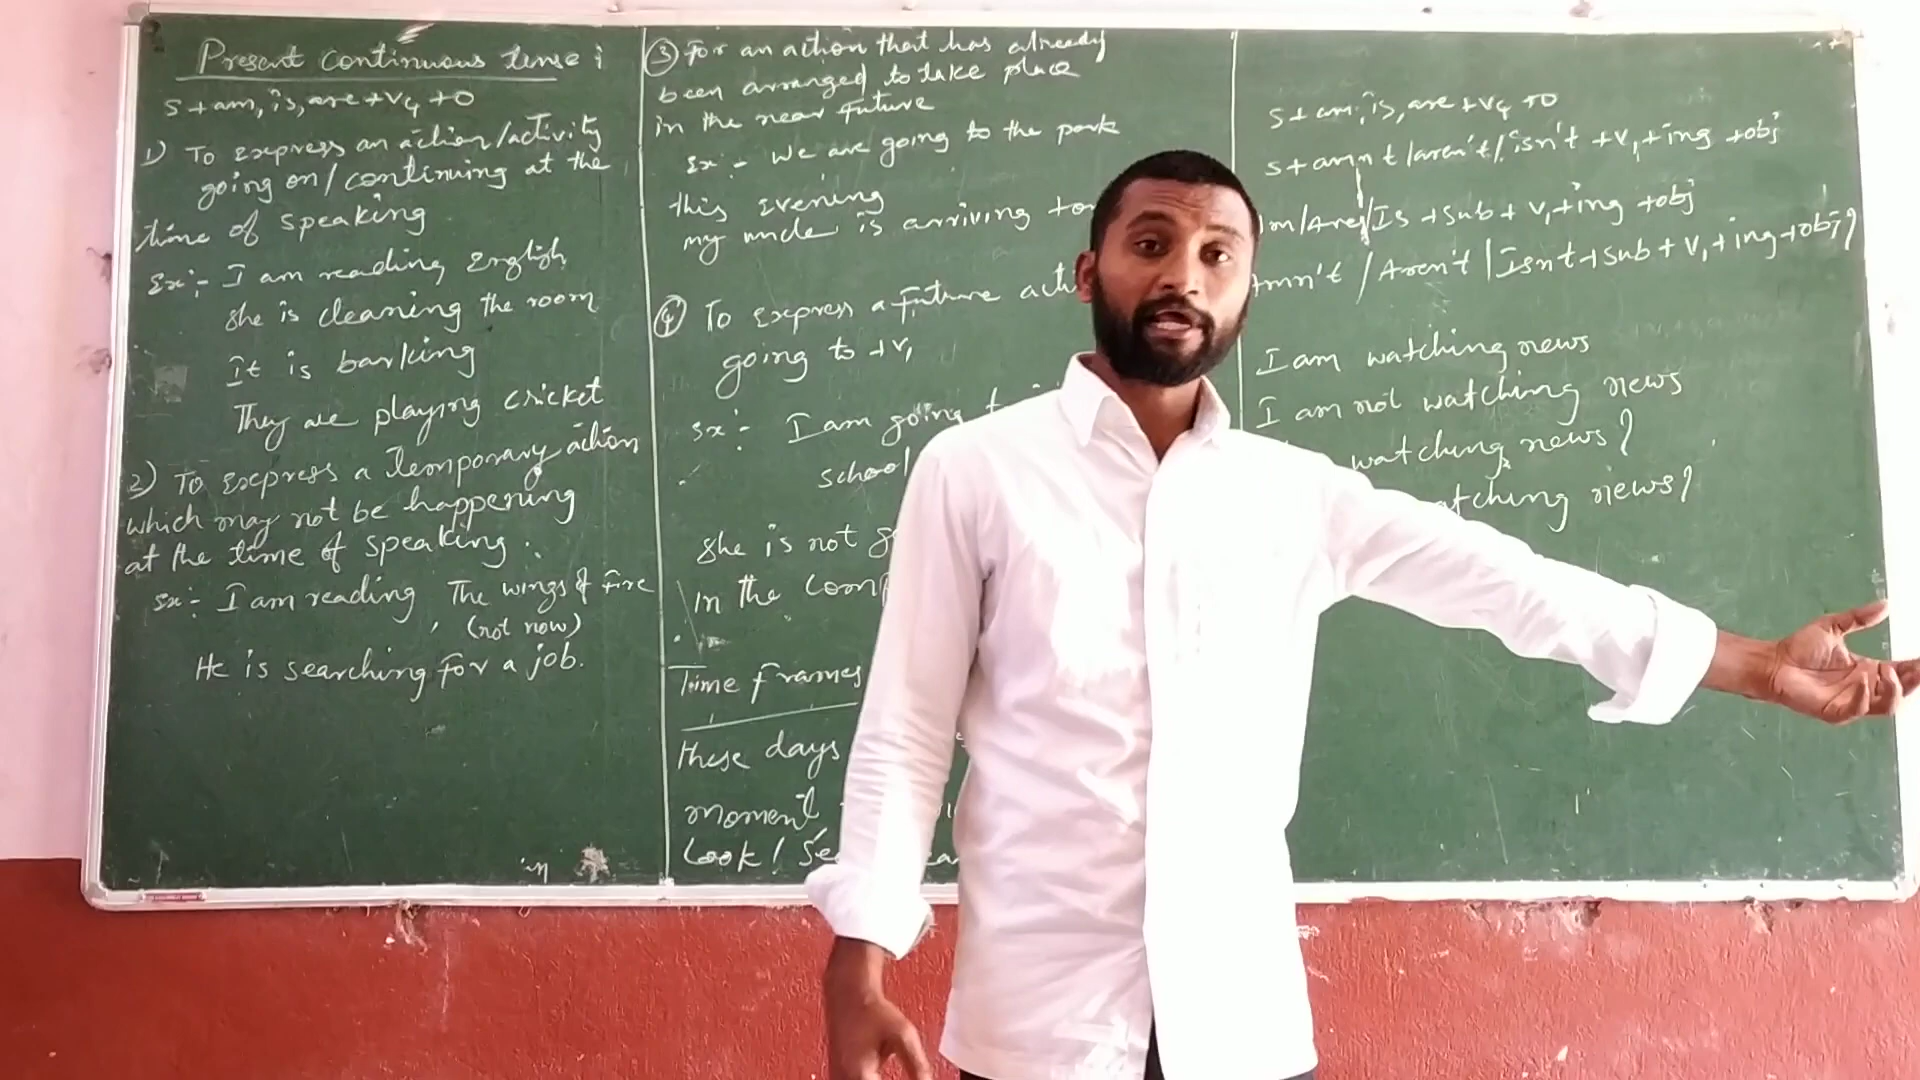 Present continuous tense :
S + am, is, are + V4 + O
1) To express an action/activity
going on/continuing at the
time of speaking
Ex:- I am reading English
She is cleaning the room
It is barking
They are playing cricket
2) To express a temporary action
which may not be happening
at the time of speaking.
Ex:- I am reading The wings of Fire
(not now)
He is searching for a job.
in
3) For an action that has already
been arranged to take place
in the near future
Ex:- We are going to the park
this evening
my uncle is arriving
4) To express a future
going to + V1
Ex:- I am going
school
She is not
in the
Time Frames
These days
moment
Look!
S + am, is, are + V4 + O
S + amn't/aren't/isn't + V1 + ing + obj
Am/Are/Is + Sub + V1 + ing + obj
Amn't / Aren't / Isnt + Sub + V1 + ing + obj?
I am watching news
I am not watching news
watching news?
watching news?